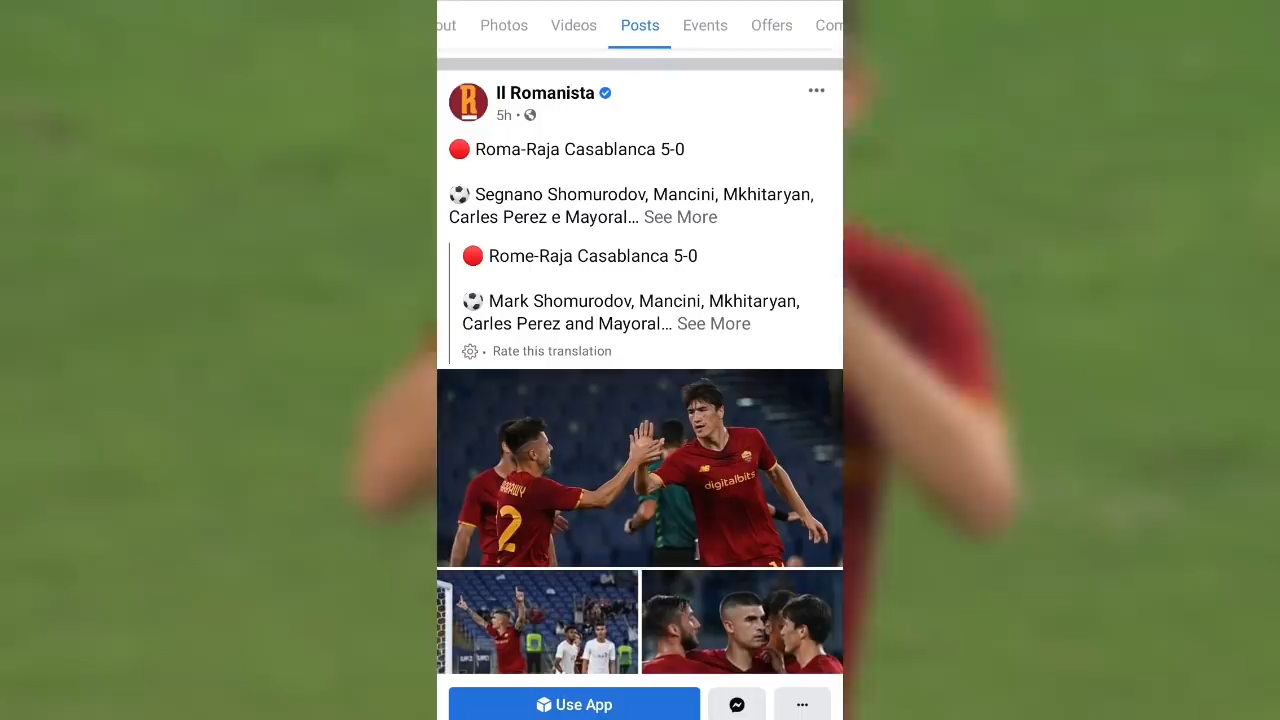 out Photos Videos Posts Events Offers Com
Il Romanista
5h
Roma-Raja Casablanca 5-0
Segnano Shomurodov, Mancini, Mkhitaryan,
Carles Perez e Mayoral... See More
Rome-Raja Casablanca 5-0
Mark Shomurodov, Mancini, Mkhitaryan,
Carles Perez and Mayoral... See More
Rate this translation
2
digitalbits
Use App